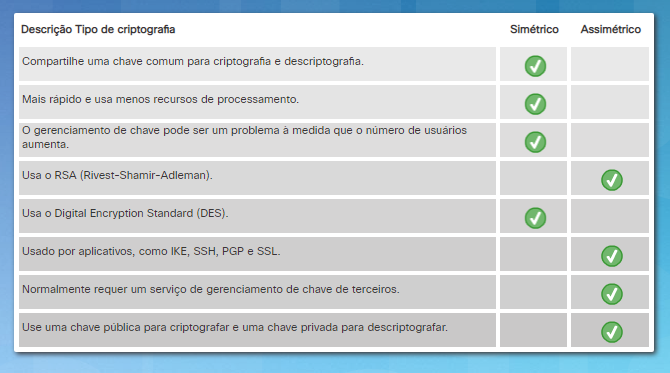 Descrição Tipo de criptografia Simétrico Assimétrico
Compartilhe uma chave comum para criptografia e descriptografia.
Mais rápido e usa menos recursos de processamento.
O gerenciamento de chave pode ser um problema à medida que o número de usuários
aumenta.
Usa o RSA (Rivest-Shamir-Adleman).
Usa o Digital Encryption Standard (DES).
Usado por aplicativos, como IKE, SSH, PGP e SSL.
Normalmente requer um serviço de gerenciamento de chave de terceiros.
Use uma chave pública para criptografar e uma chave privada para descriptografar.